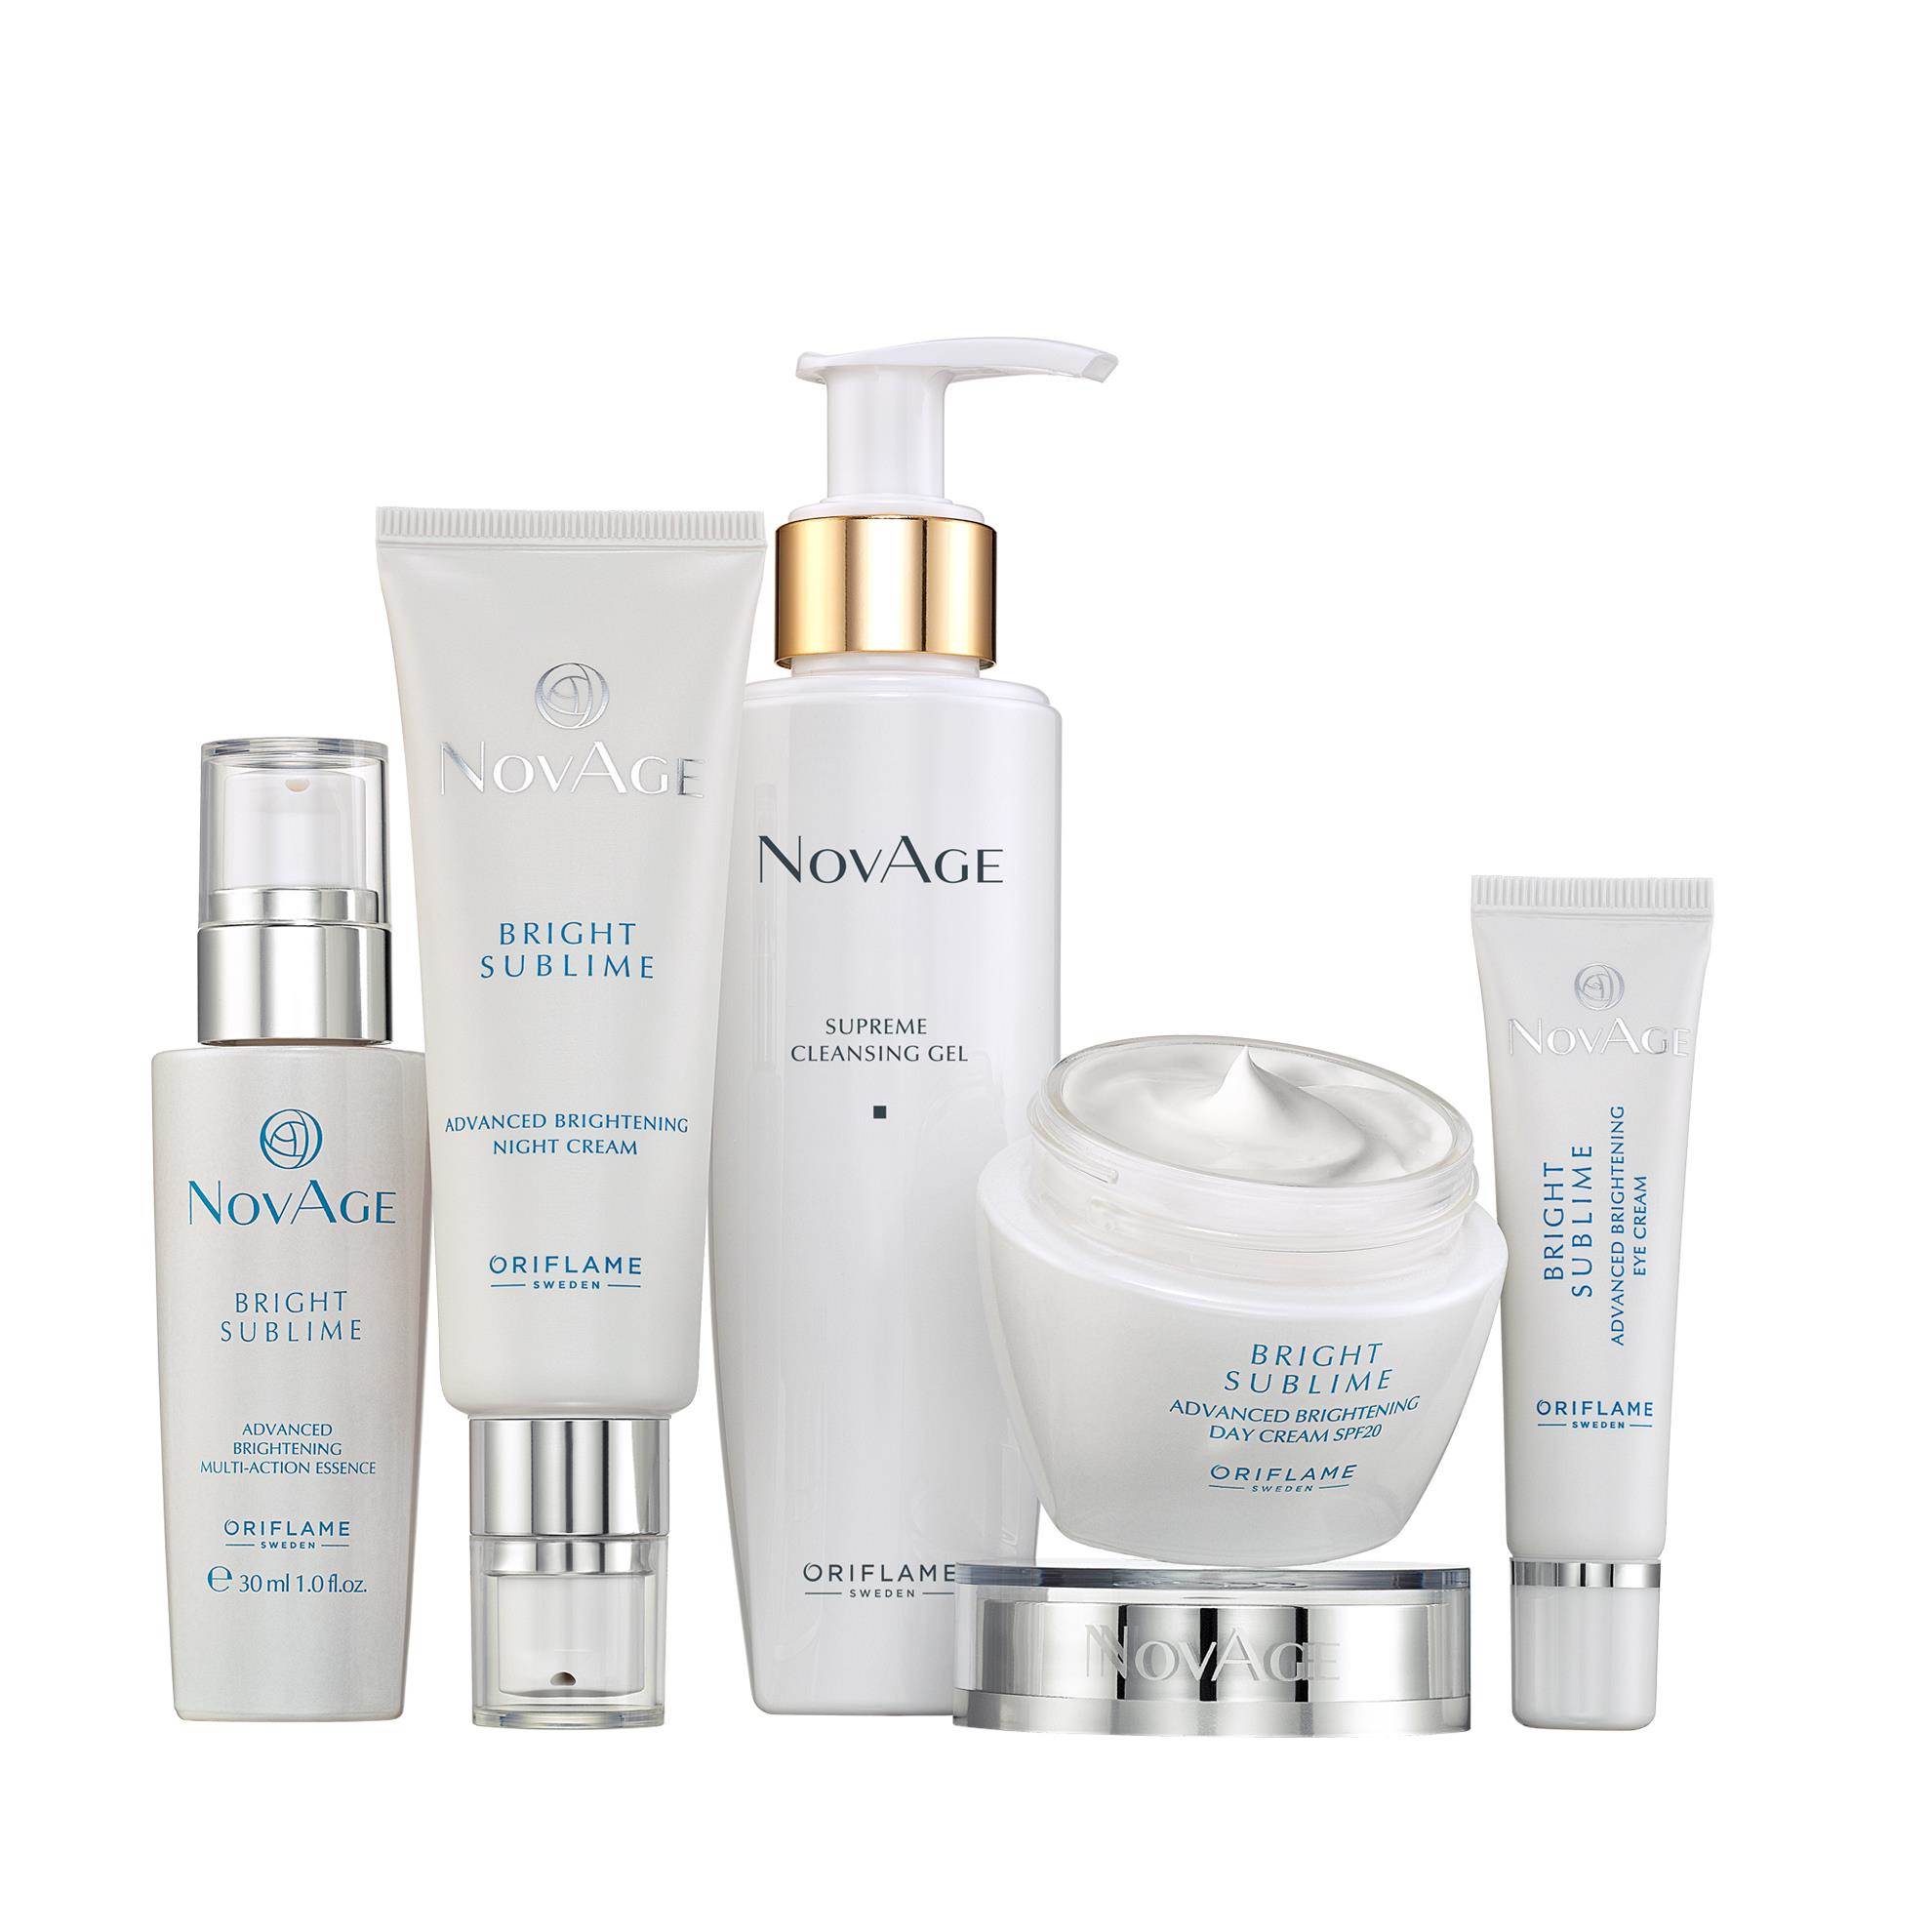 NOVAGE
BRIGHT
SUBLIME
ADVANCED
BRIGHTENING
MULTI-ACTION ESSENCE
ORIFLAME
SWEDEN
℮ 30 ml 1.0 fl.oz.
NOVAGE
BRIGHT
SUBLIME
ADVANCED BRIGHTENING
NIGHT CREAM
ORIFLAME
SWEDEN
NOVAGE
SUPREME
CLEANSING GEL
ORIFLAME
SWEDEN
BRIGHT
SUBLIME
ADVANCED BRIGHTENING
DAY CREAM SPF20
ORIFLAME
SWEDEN
NOVAGE
NOVAGE
BRIGHT
SUBLIME
ADVANCED BRIGHTENING
EYE CREAM
ORIFLAME
SWEDEN